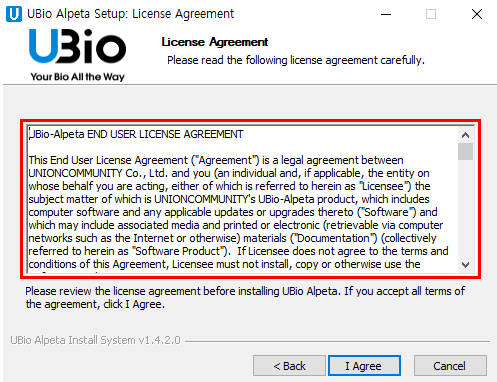 UBio Alpeta Setup: License Agreement
UBio
Your Bio All the Way
License Agreement
Please read the following license agreement carefully.
UBio-Alpeta END USER LICENSE AGREEMENT
This End User License Agreement ("Agreement") is a legal agreement between
UNIONCOMMUNITY Co., Ltd. and you (an individual and, if applicable, the entity on
whose behalf you are acting, either of which is referred to herein as "Licensee") the
subject matter of which is UNIONCOMMUNITY's UBio-Alpeta product, which includes
computer software and any applicable updates or upgrades thereto ("Software") and
which may include associated media and printed or electronic (retrievable via computer
networks such as the Internet or otherwise) materials ("Documentation") (collectively
referred to herein as "Software Product").  If Licensee does not agree to the terms and
conditions of this Agreement, Licensee must not install, copy or otherwise use the
Please review the license agreement before installing UBio Alpeta. If you accept all terms of
the agreement, click I Agree.
UBio Alpeta Install System v1.4.2.0
< Back
I Agree
Cancel